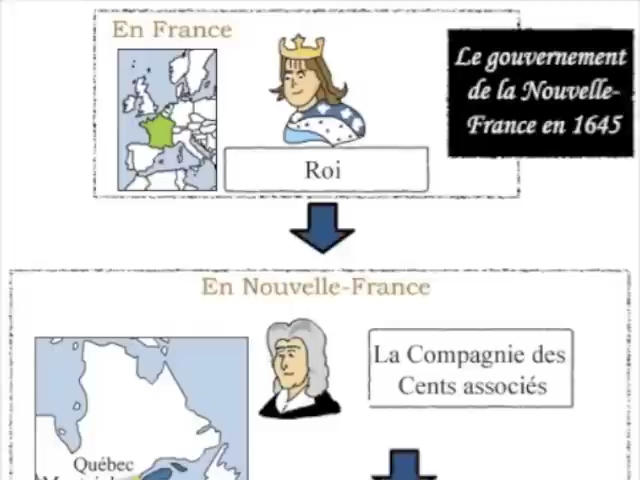 En France
Le gouvernement
de la Nouvelle-
France en 1645
Roi
En Nouvelle-France
La Compagnie des
Cents associés
Québec